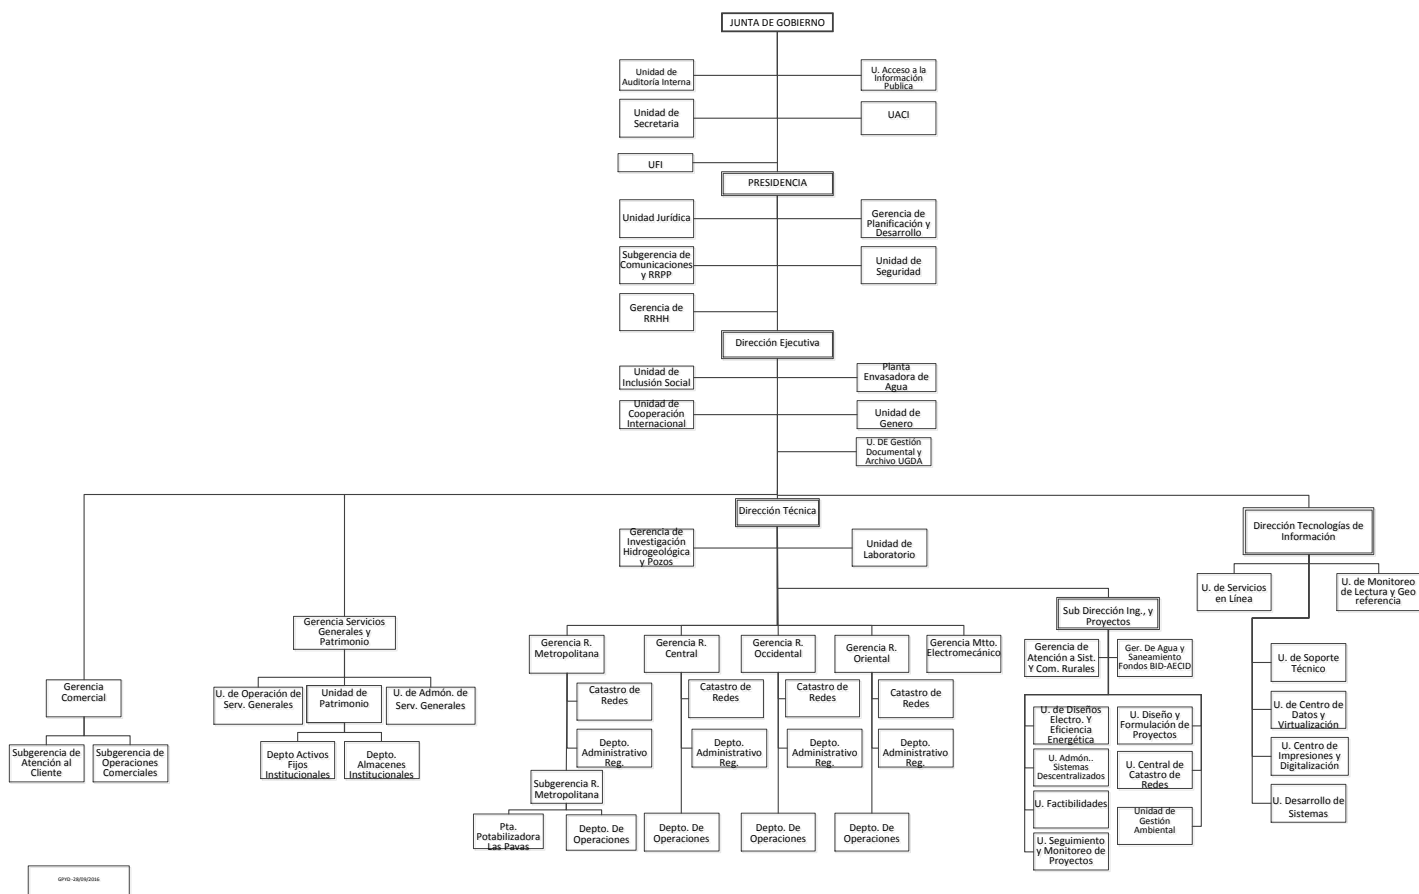 JUNTA DE GOBIERNO
Unidad de
Auditoría Interna
U. Acceso a la
Información
Publica
Unidad de
Secretaria
UACI
UFI
PRESIDENCIA
Unidad Jurídica
Gerencia de
Planificación y
Desarrollo
Subgerencia de
Comunicaciones
y RRPP
Unidad de
Seguridad
Gerencia de
RRHH
Dirección Ejecutiva
Unidad de
Inclusión Social
Planta
Envasadora de
Agua
Unidad de
Cooperación
Internacional
Unidad de
Genero
U. DE Gestión
Documental y
Archivo UGDA
Dirección Técnica
Gerencia de
Investigación
Hidrogeológica
y Pozos
Unidad de
Laboratorio
Dirección Tecnologías de
Información
U. de Servicios
en Línea
U. de Monitoreo
de Lectura y Geo
referencia
Sub Dirección Ing., y
Proyectos
Gerencia Servicios
Generales y
Patrimonio
Gerencia R.
Metropolitana
Gerencia R.
Central
Gerencia R.
Occidental
Gerencia R.
Oriental
Gerencia Mtto.
Electromecánico
Gerencia de
Atención a Sist.
Y Com. Rurales
Ger. De Agua y
Saneamiento
Fondos BID-AECID
U. de Soporte
Técnico
Gerencia
Comercial
U. de Operación de
Serv. Generales
Unidad de
Patrimonio
U. de Admón. de
Serv. Generales
Catastro de
Redes
Catastro de
Redes
Catastro de
Redes
Catastro de
Redes
U. de Diseños
Electro. Y
Eficiencia
Energética
U. Diseño y
Formulación de
Proyectos
U. de Centro de
Datos y
Virtualización
Subgerencia de
Atención al
Cliente
Subgerencia de
Operaciones
Comerciales
Depto Activos
Fijos
Institucionales
Depto.
Almacenes
Institucionales
Depto.
Administrativo
Reg.
Depto.
Administrativo
Reg.
Depto.
Administrativo
Reg.
Depto.
Administrativo
Reg.
U. Admón..
Sistemas
Descentralizados
U. Central de
Catastro de
Redes
U. Centro de
Impresiones y
Digitalización
Subgerencia R.
Metropolitana
U. Factibilidades
Unidad de
Gestión
Ambiental
U. Desarrollo de
Sistemas
Pta.
Potabilizadora
Las Pavas
Depto. De
Operaciones
Depto. De
Operaciones
Depto. De
Operaciones
Depto. De
Operaciones
U. Seguimiento
y Monitoreo de
Proyectos
GPYD -28/09/2016